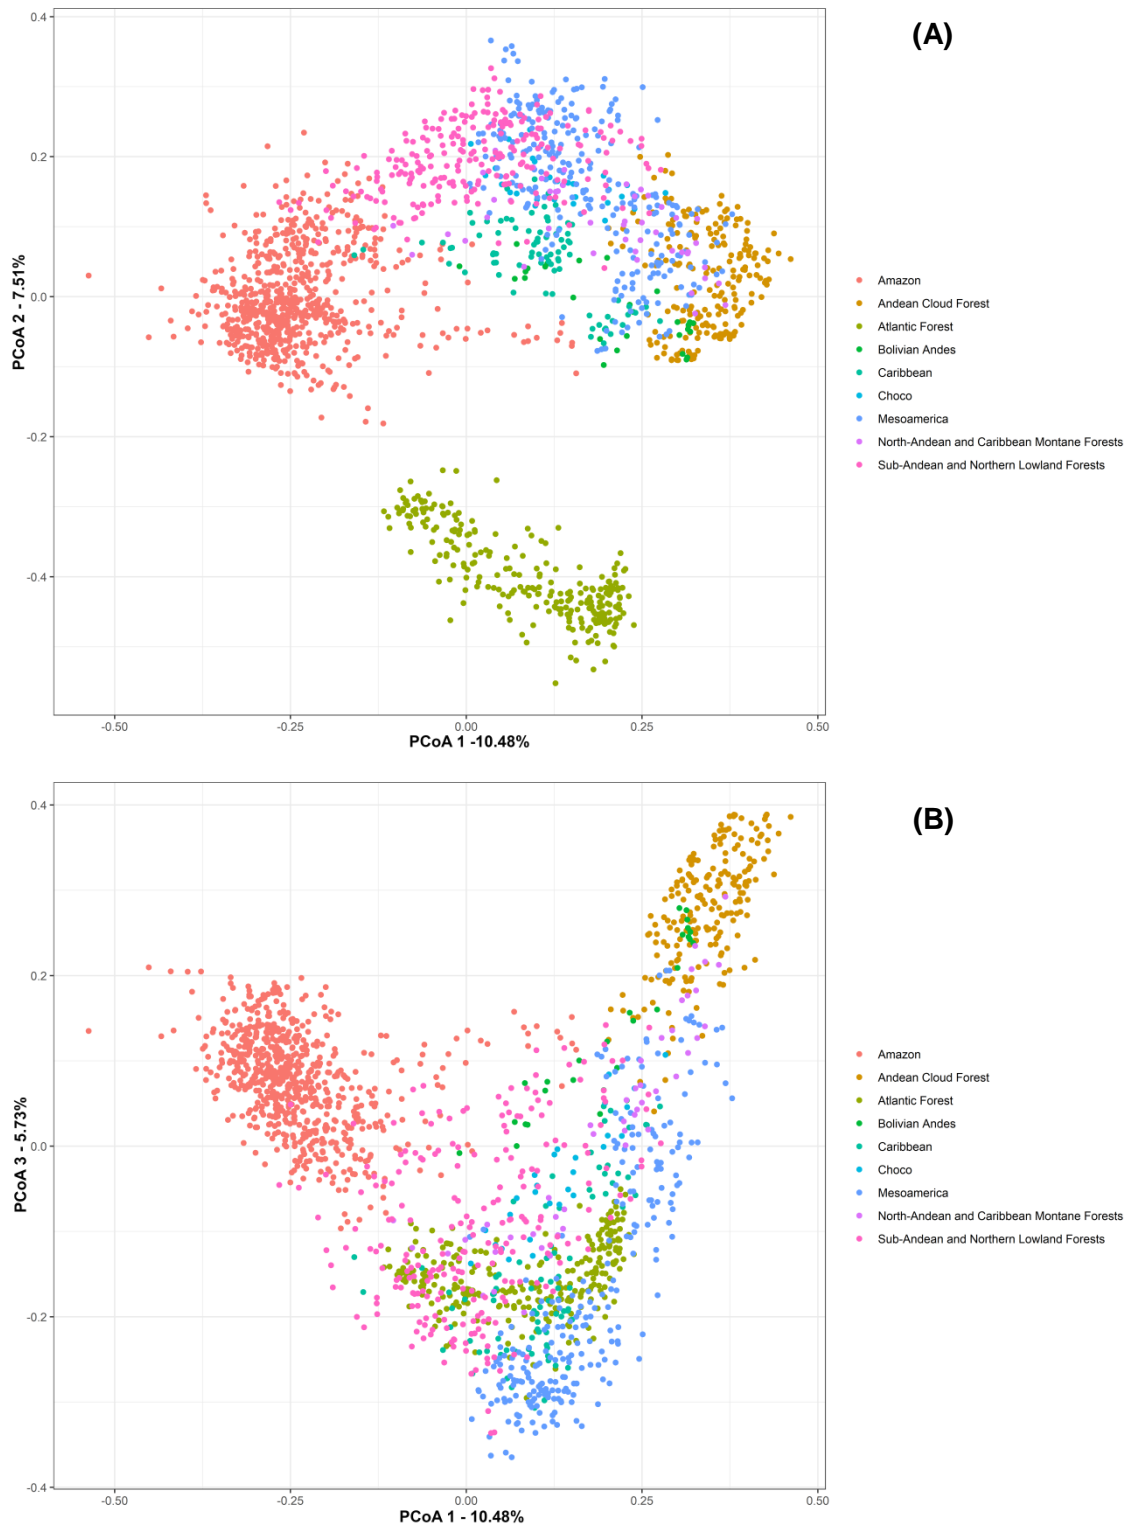 (A)
0.4
0.2
0.0
-0.2
-0.4
PCoA 2 - 7.51%
-0.50
-0.25
0.00
0.25
0.50
PCoA 1 -10.48%
Amazon
Andean Cloud Forest
Atlantic Forest
Bolivian Andes
Caribbean
Choco
Mesoamerica
North-Andean and Caribbean Montane Forests
Sub-Andean and Northern Lowland Forests
(B)
0.4
0.2
0.0
-0.2
-0.4
PCoA 3 - 5.73%
-0.50
-0.25
0.00
0.25
0.50
PCoA 1 - 10.48%
Amazon
Andean Cloud Forest
Atlantic Forest
Bolivian Andes
Caribbean
Choco
Mesoamerica
North-Andean and Caribbean Montane Forests
Sub-Andean and Northern Lowland Forests